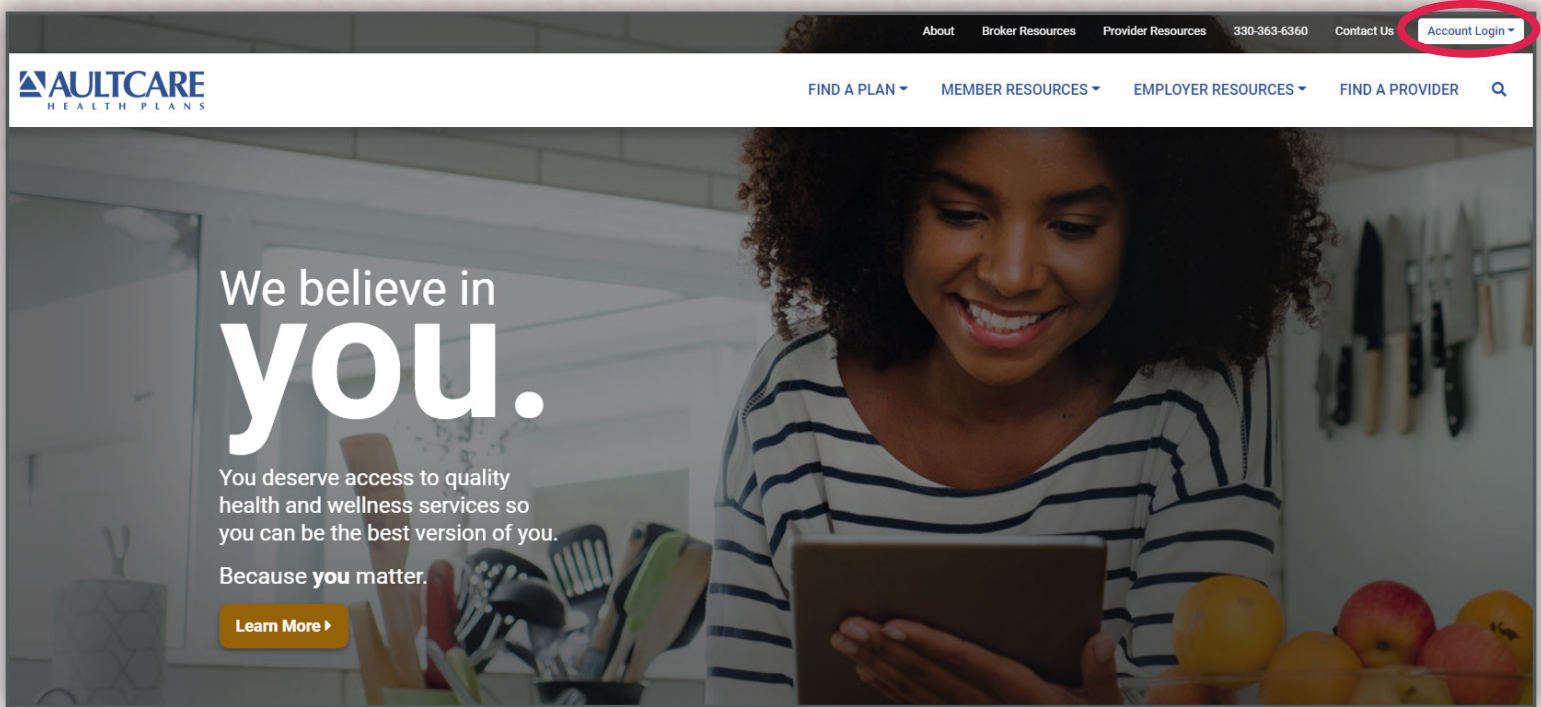 About Broker Resources Provider Resources 330-363-6360 Contact Us Account Login
AULTCARE
HEALTH PLANS
FIND A PLAN MEMBER RESOURCES EMPLOYER RESOURCES FIND A PROVIDER
We believe in
you.
You deserve access to quality
health and wellness services so
you can be the best version of you.
Because you matter.
Learn More